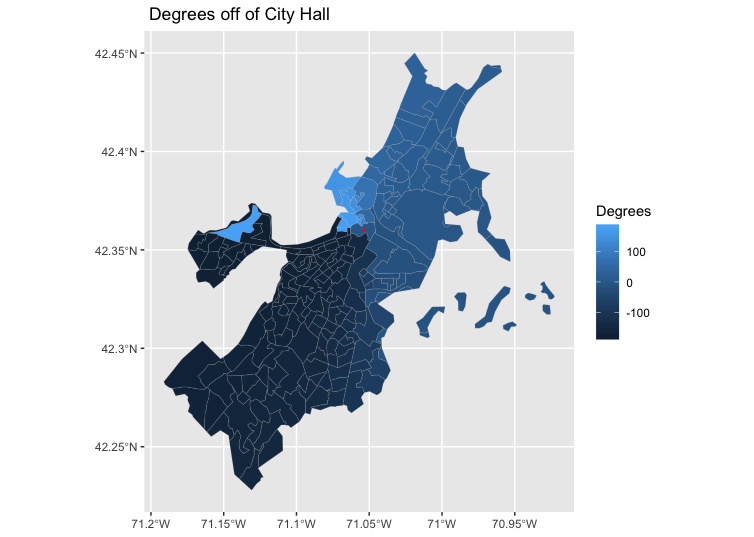 Degrees off of City Hall
42.45°N
42.4°N
42.35°N
42.3°N
42.25°N
71.2°W
71.15°W
71.1°W
71.05°W
71°W
70.95°W
Degrees
100
0
-100